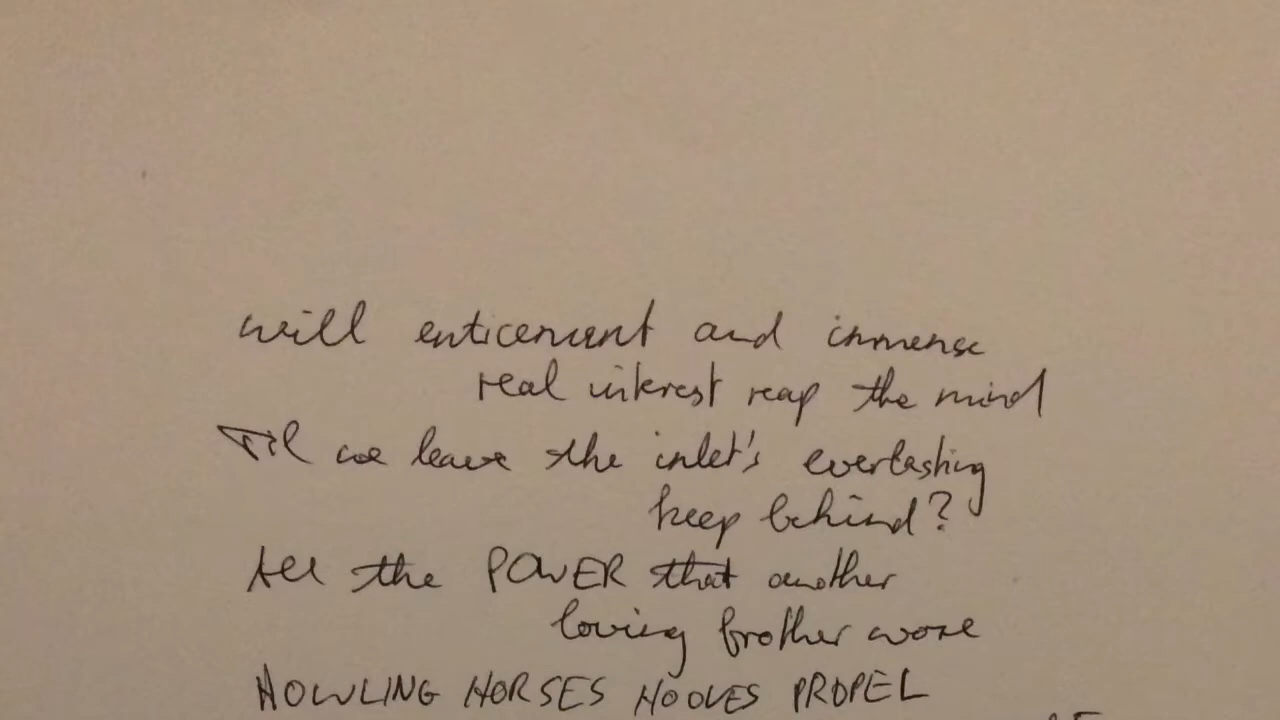 will enticement and immense
real interest reap the mind
Til we leave the inlet's everlasting
keep behind?
All the POWER that another
loving brother wore
HOWLING HORSES HOOVES PROPEL